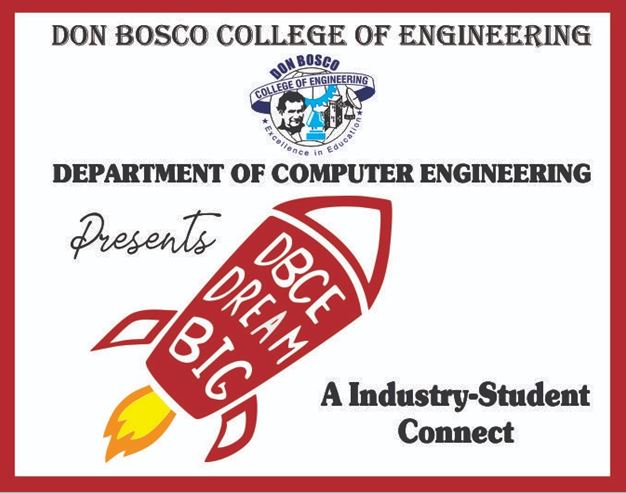 DON BOSCO COLLEGE OF ENGINEERING
DON BOSCO
COLLEGE OF ENGINEERING
★ Excellence in Education ★
DEPARTMENT OF COMPUTER ENGINEERING
Presents
DBCE
DREAM
BIG
A Industry-Student
Connect